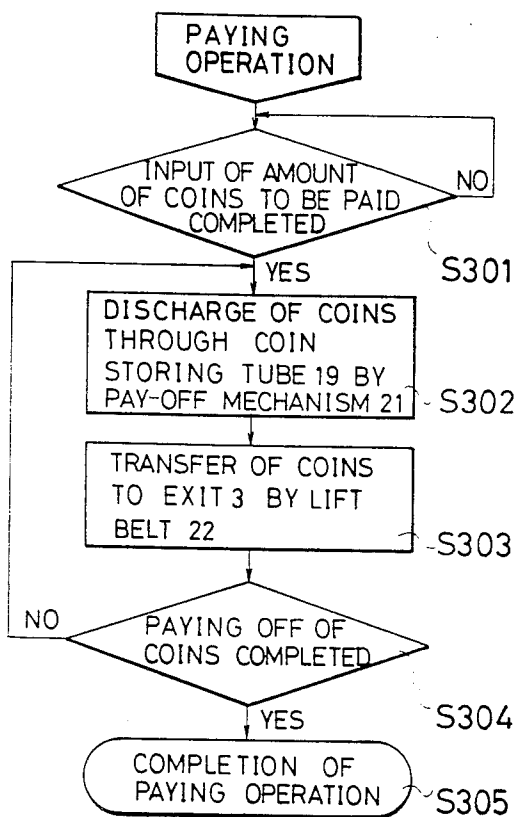 PAYING
OPERATION
INPUT OF AMOUNT
OF COINS TO BE PAID
COMPLETED
NO
S301
YES
DISCHARGE OF COINS
THROUGH COIN
STORING TUBE 19 BY
PAY-OFF MECHANISM 21
S302
TRANSFER OF COINS
TO EXIT 3 BY LIFT
BELT 22
S303
NO
PAYING OFF OF
COINS COMPLETED
S304
YES
COMPLETION OF
PAYING OPERATION
S305